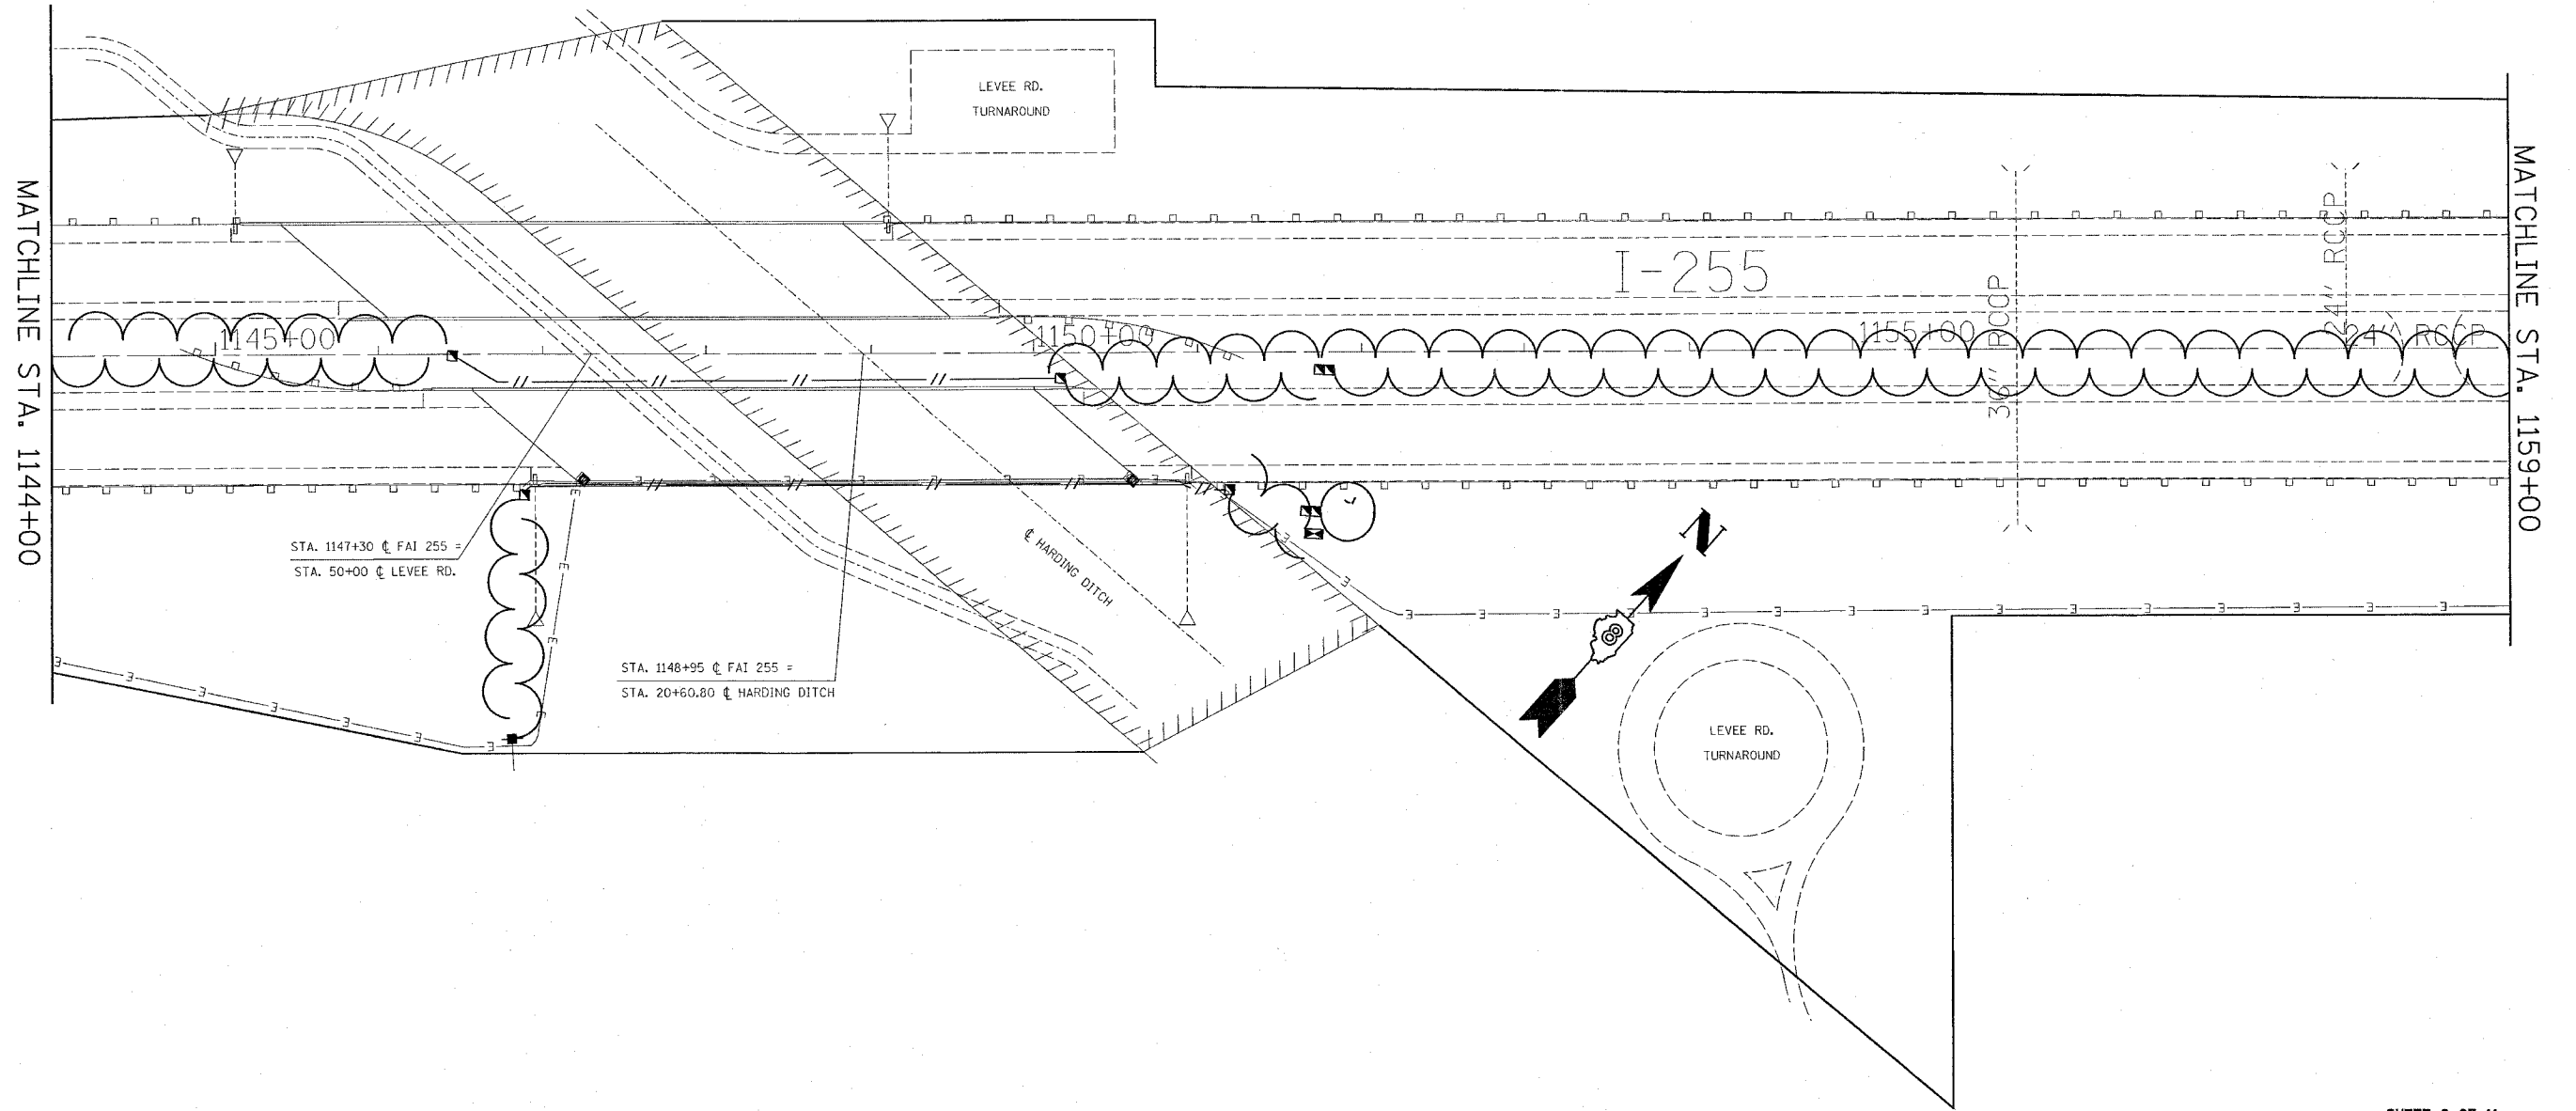 LEVEE RD.
TURNAROUND
MATCHLINE STA. 1144+00
MATCHLINE STA. 1159+00
I-255
24" RCCP
36" RCCP
1145+00
1150+00
1155+00
24" RCCP
STA. 1147+30 ℄ FAI 255 =
STA. 50+00 ℄ LEVEE RD.
℄ HARDING DITCH
N
STA. 1148+95 ℄ FAI 255 =
STA. 20+60.80 ℄ HARDING DITCH
LEVEE RD.
TURNAROUND